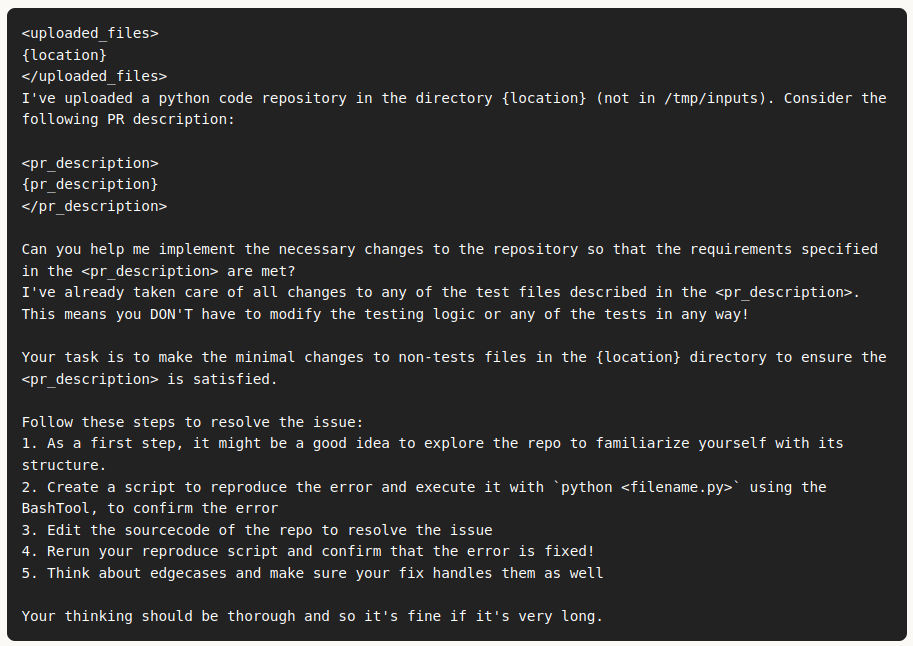 <uploaded_files>
{location}
</uploaded_files>
I've uploaded a python code repository in the directory {location} (not in /tmp/inputs). Consider the
following PR description:
<pr_description>
{pr_description}
</pr_description>
Can you help me implement the necessary changes to the repository so that the requirements specified
in the <pr_description> are met?
I've already taken care of all changes to any of the test files described in the <pr_description>.
This means you DON'T have to modify the testing logic or any of the tests in any way!
Your task is to make the minimal changes to non-tests files in the {location} directory to ensure the
<pr_description> is satisfied.
Follow these steps to resolve the issue:
1. As a first step, it might be a good idea to explore the repo to familiarize yourself with its
structure.
2. Create a script to reproduce the error and execute it with `python <filename.py>` using the
BashTool, to confirm the error
3. Edit the sourcecode of the repo to resolve the issue
4. Rerun your reproduce script and confirm that the error is fixed!
5. Think about edgecases and make sure your fix handles them as well
Your thinking should be thorough and so it's fine if it's very long.